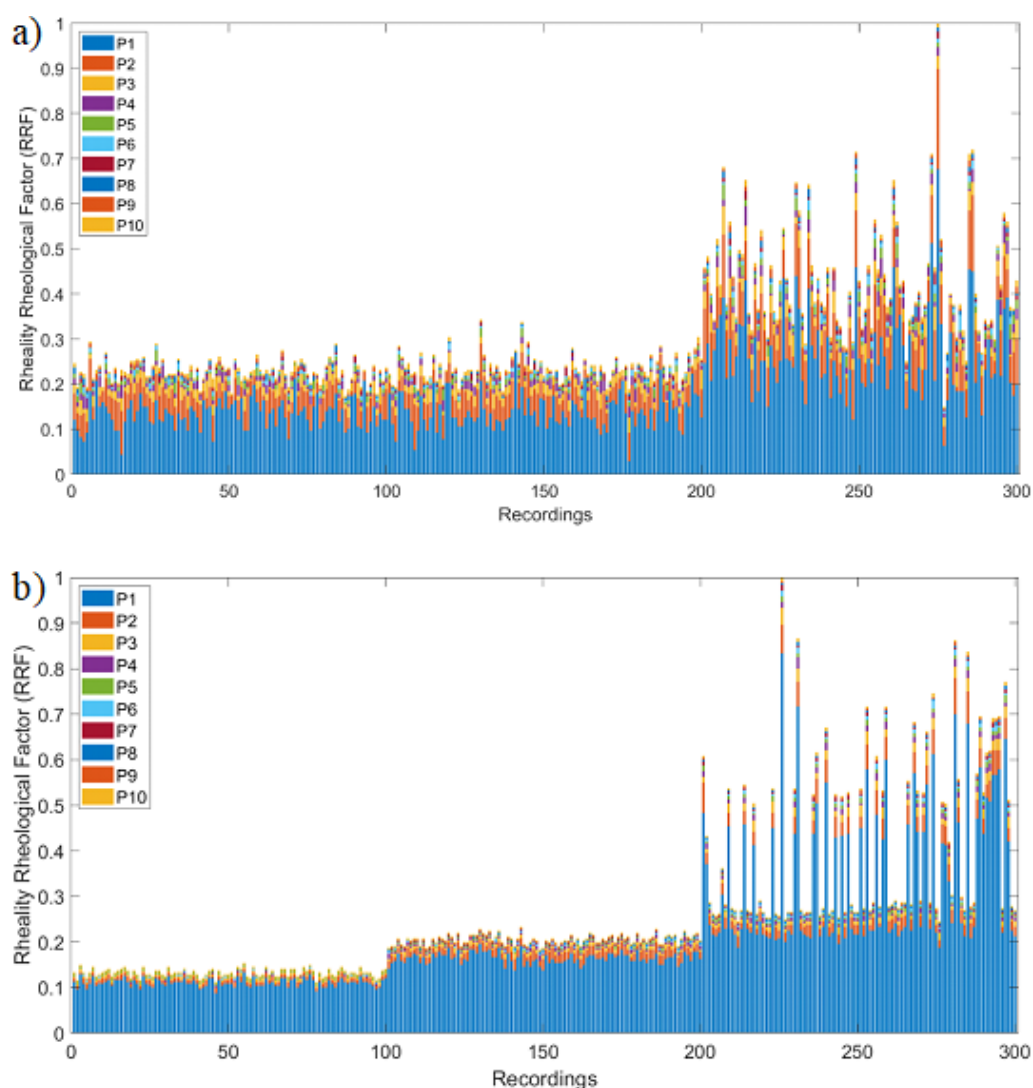 a)
1
0.9
0.8
0.7
0.6
0.5
0.4
0.3
0.2
0.1
0
Rheality Rheological Factor (RRF)
P1
P2
P3
P4
P5
P6
P7
P8
P9
P10
0 50 100 150 200 250 300
Recordings
b)
1
0.9
0.8
0.7
0.6
0.5
0.4
0.3
0.2
0.1
0
Rheality Rheological Factor (RRF)
P1
P2
P3
P4
P5
P6
P7
P8
P9
P10
0 50 100 150 200 250 300
Recordings